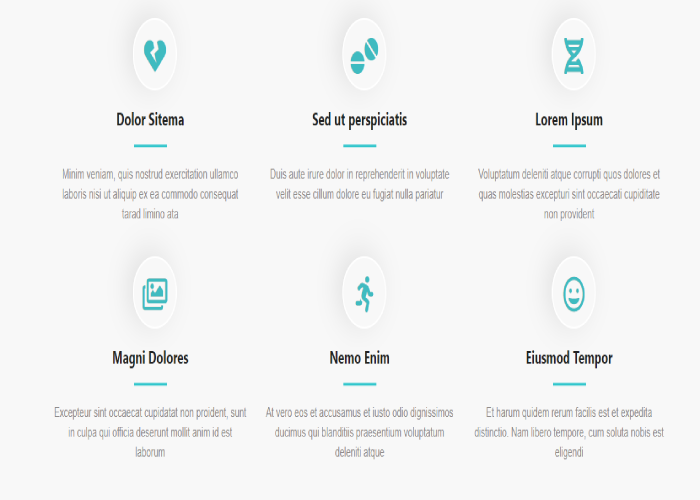 Dolor Sitema
Minim veniam, quis nostrud exercitation ullamco
laboris nisi ut aliquip ex ea commodo consequat
tarad limino ata
Sed ut perspiciatis
Duis aute irure dolor in reprehenderit in voluptate
velit esse cillum dolore eu fugiat nulla pariatur
Lorem Ipsum
Voluptatum deleniti atque corrupti quos dolores et
quas molestias excepturi sint occaecati cupiditate
non provident
Magni Dolores
Excepteur sint occaecat cupidatat non proident, sunt
in culpa qui officia deserunt mollit anim id est
laborum
Nemo Enim
At vero eos et accusamus et iusto odio dignissimos
ducimus qui blanditiis praesentium voluptatum
deleniti atque
Eiusmod Tempor
Et harum quidem rerum facilis est et expedita
distinctio. Nam libero tempore, cum soluta nobis est
eligendi